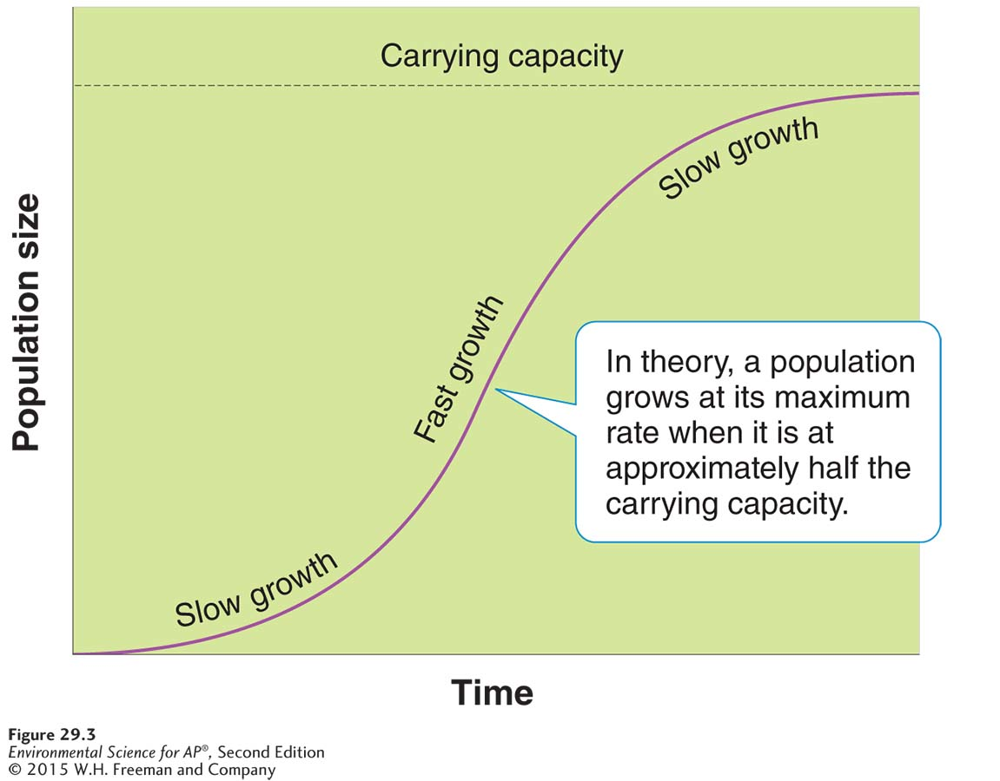 Carrying capacity
Slow growth
Population size
Fast growth
In theory, a population
grows at its maximum
rate when it is at
approximately half the
carrying capacity.
Slow growth
Time
Figure 29.3
Environmental Science for AP®, Second Edition
© 2015 W.H. Freeman and Company